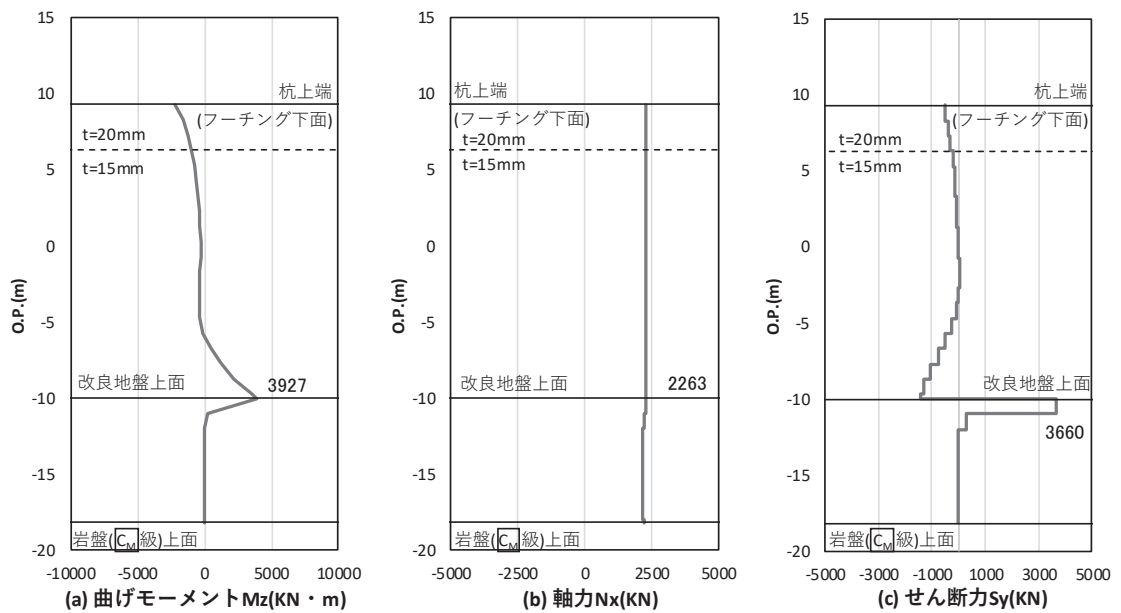 15
10
5
0
-5
-10
-15
-20
O.P.(m)
杭上端
(フーチング下面)
t=20mm
t=15mm
改良地盤上面
3927
岩盤(CM級)上面
-10000 -5000 0 5000 10000
(a) 曲げモーメントMz(KN・m)
15
10
5
0
-5
-10
-15
-20
O.P.(m)
杭上端
(フーチング下面)
t=20mm
t=15mm
改良地盤上面
2263
岩盤(CM級)上面
-5000 -2500 0 2500 5000
(b) 軸力Nx(KN)
15
10
5
0
-5
-10
-15
-20
O.P.(m)
杭上端
(フーチング下面)
t=20mm
t=15mm
改良地盤上面
3660
岩盤(CM級)上面
-5000 -3000 -1000 1000 3000 5000
(c) せん断力Sy(KN)